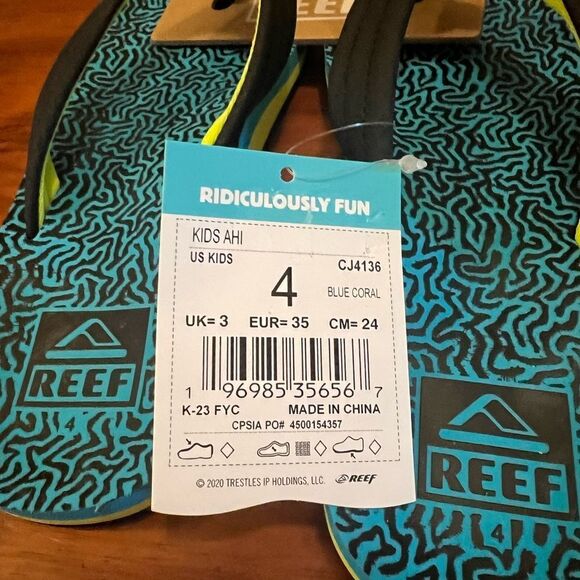 REEF
RIDICULOUSLY FUN
KIDS AHI
US KIDS CJ4136
4 BLUE CORAL
UK= 3 EUR= 35 CM= 24
1 96985 35656 7
K-23 FYC MADE IN CHINA
CPSIA PO# 4500154357
© 2020 TRESTLES IP HOLDINGS, LLC. REEF
REEF
4
REEF
4